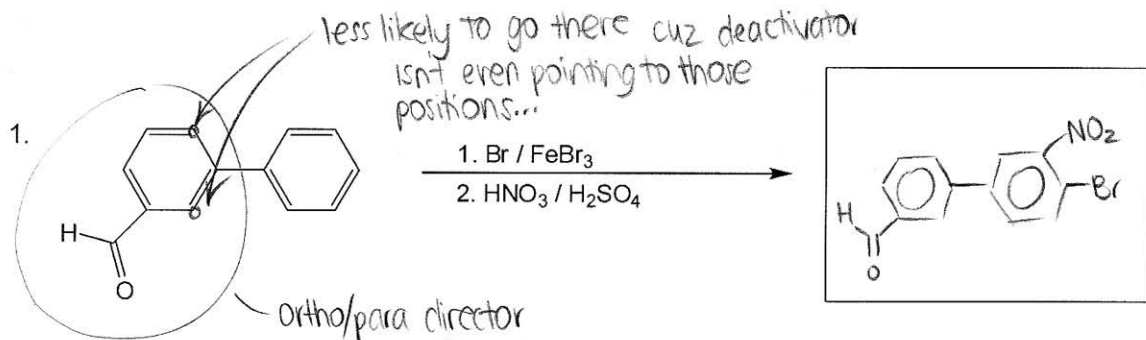 less likely to go there cuz deactivator
isn't even pointing to those
positions...
1.
1. Br / FeBr3
2. HNO3 / H2SO4
H
O
ortho/para director
NO2
Br
H
O